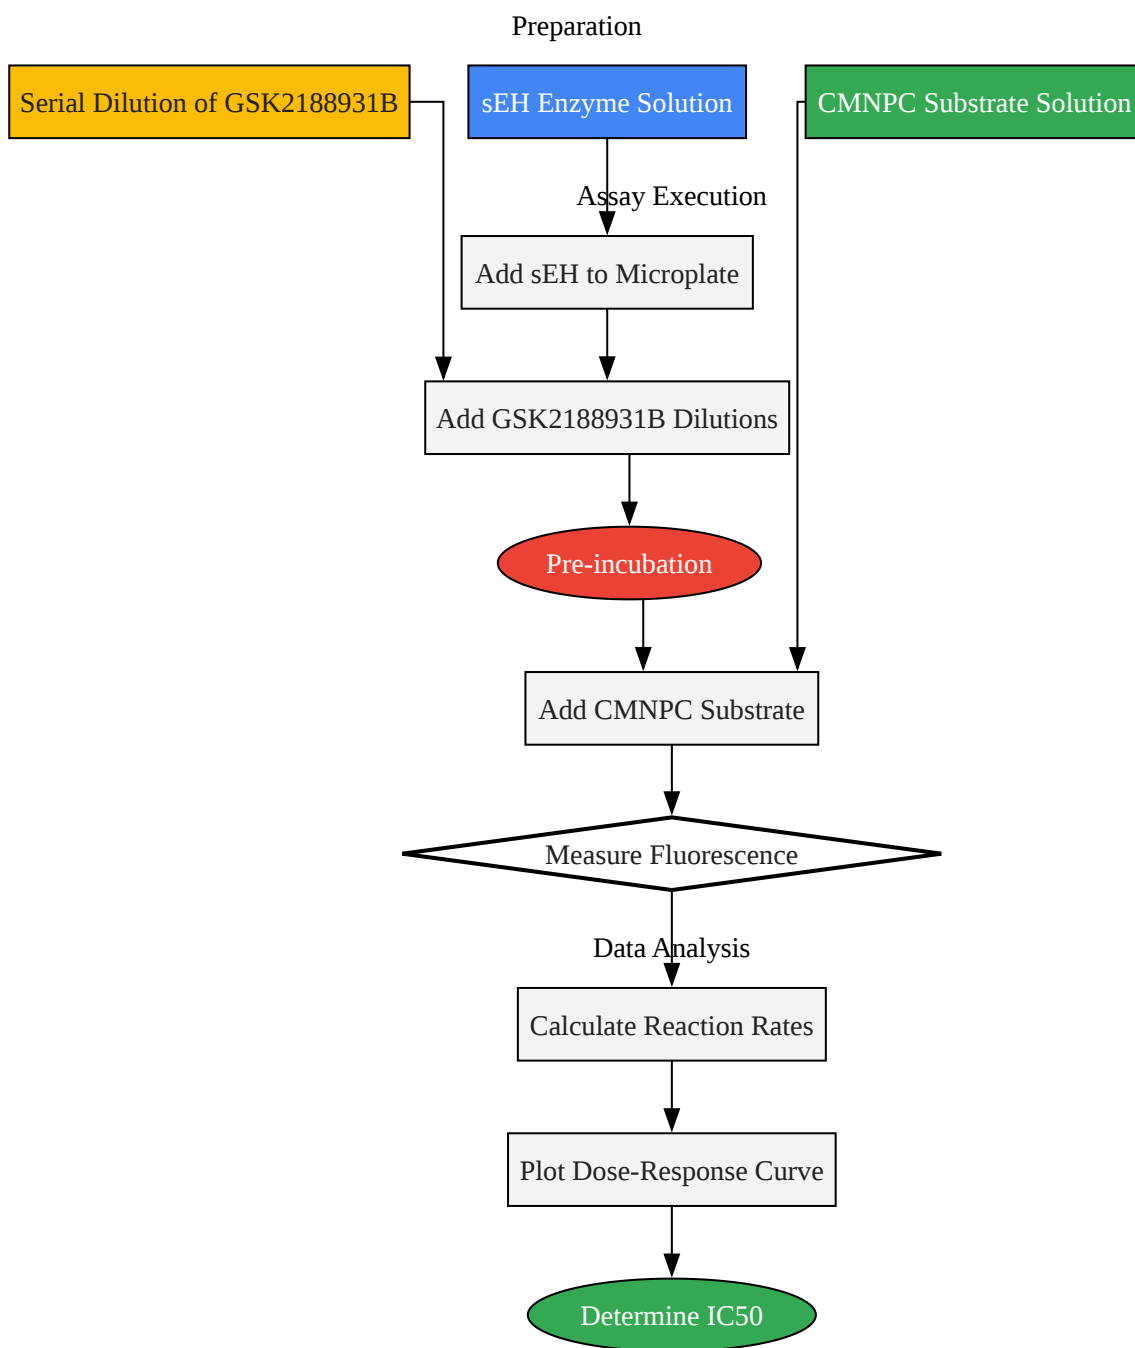 Preparation
Serial Dilution of GSK2188931B
sEH Enzyme Solution
CMNPC Substrate Solution
Assay Execution
Add sEH to Microplate
Add GSK2188931B Dilutions
Pre-incubation
Add CMNPC Substrate
Measure Fluorescence
Data Analysis
Calculate Reaction Rates
Plot Dose-Response Curve
Determine IC50